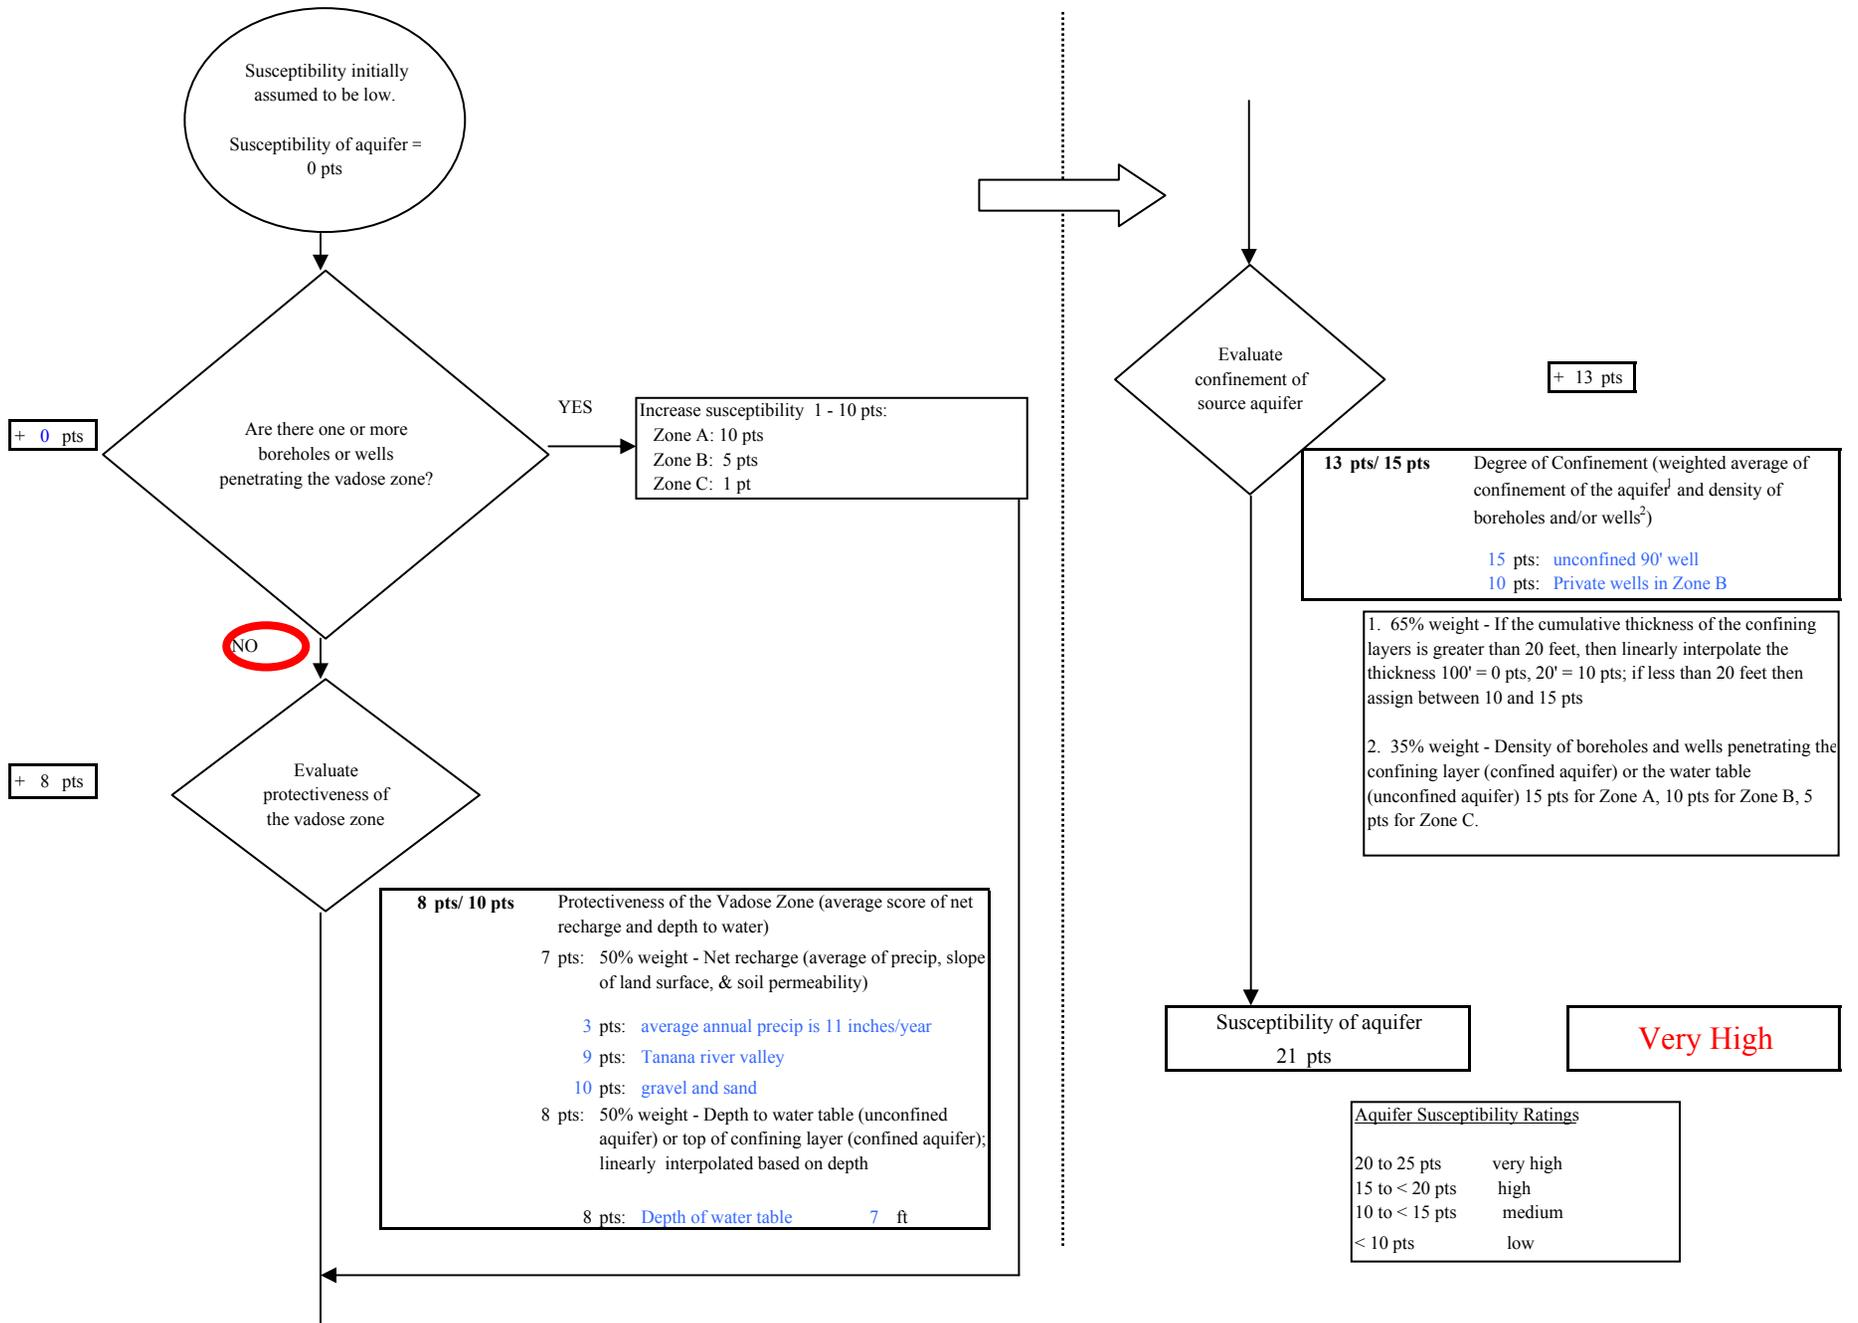 Susceptibility initially
assumed to be low.
Susceptibility of aquifer =
0 pts
Are there one or more
boreholes or wells
penetrating the vadose zone?
+ 0 pts
YES
Increase susceptibility 1 - 10 pts:
Zone A: 10 pts
Zone B: 5 pts
Zone C: 1 pt
NO
Evaluate
protectiveness of
the vadose zone
+ 8 pts
8 pts/ 10 pts Protectiveness of the Vadose Zone (average score of net
recharge and depth to water)
7 pts: 50% weight - Net recharge (average of precip, slope
of land surface, & soil permeability)
3 pts: average annual precip is 11 inches/year
9 pts: Tanana river valley
10 pts: gravel and sand
8 pts: 50% weight - Depth to water table (unconfined
aquifer) or top of confining layer (confined aquifer);
linearly interpolated based on depth
8 pts: Depth of water table 7 ft
Evaluate
confinement of
source aquifer
+ 13 pts
13 pts/ 15 pts Degree of Confinement (weighted average of
confinement of the aquifer1 and density of
boreholes and/or wells2)
15 pts: unconfined 90' well
10 pts: Private wells in Zone B
1. 65% weight - If the cumulative thickness of the confining
layers is greater than 20 feet, then linearly interpolate the
thickness 100' = 0 pts, 20' = 10 pts; if less than 20 feet then
assign between 10 and 15 pts
2. 35% weight - Density of boreholes and wells penetrating the
confining layer (confined aquifer) or the water table
(unconfined aquifer) 15 pts for Zone A, 10 pts for Zone B, 5
pts for Zone C.
Susceptibility of aquifer
21 pts
Very High
Aquifer Susceptibility Ratings
20 to 25 pts very high
15 to < 20 pts high
10 to < 15 pts medium
< 10 pts low